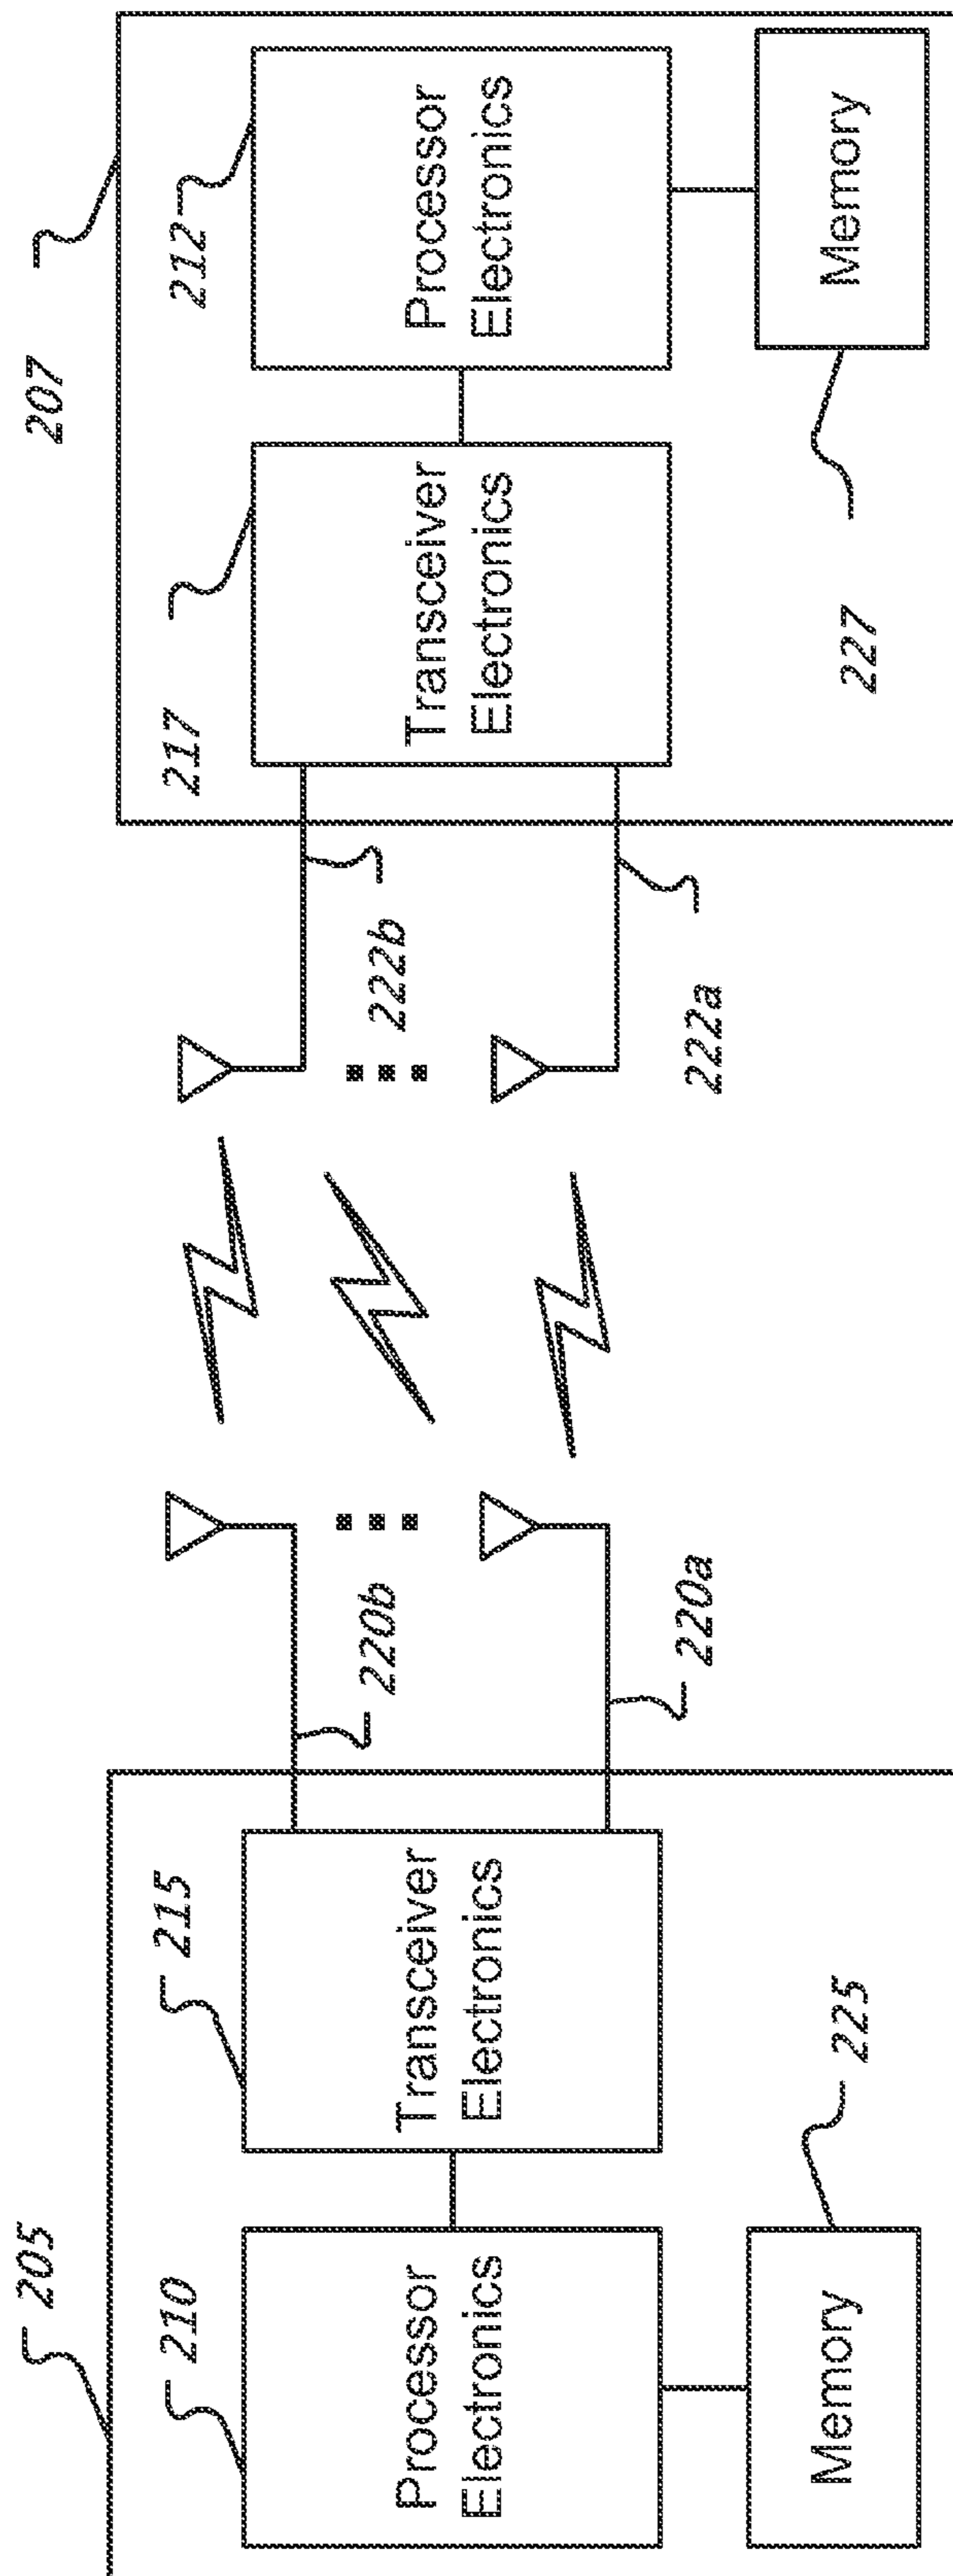 205
210
Processor
Electronics
215
Transceiver
Electronics
Memory
225
220b
220a
222b
222a
207
217
Transceiver
Electronics
212
Processor
Electronics
227
Memory